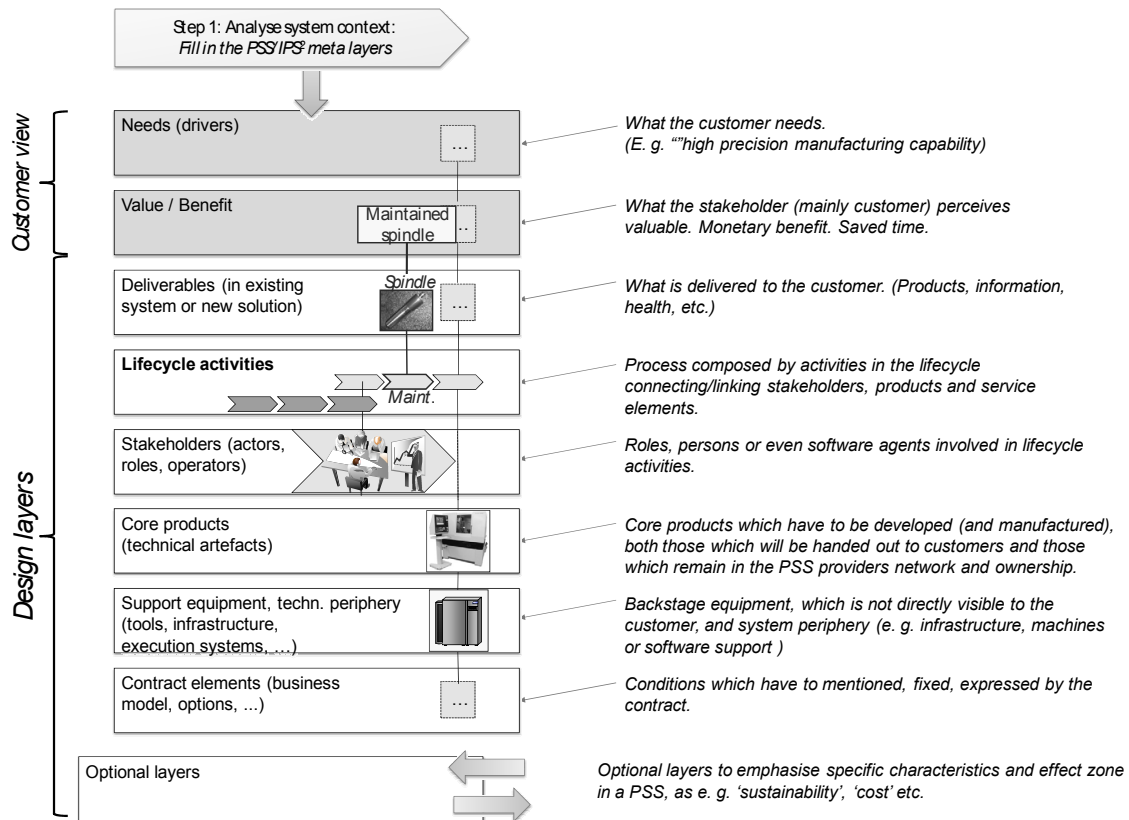 Step 1: Analyse system context:
Fill in the PSS/IPS² meta layers
Customer view
Needs (drivers)
...
What the customer needs.
(E. g. “”high precision manufacturing capability)
Value / Benefit
Maintained
spindle
..
What the stakeholder (mainly customer) perceives
valuable. Monetary benefit. Saved time.
Design layers
Deliverables (in existing
system or new solution)
Spindle
...
What is delivered to the customer. (Products, information,
health, etc.)
Lifecycle activities
Maint.
Process composed by activities in the lifecycle
connecting/linking stakeholders, products and service
elements.
Stakeholders (actors,
roles, operators)
Roles, persons or even software agents involved in lifecycle
activities.
Core products
(technical artefacts)
Core products which have to be developed (and manufactured),
both those which will be handed out to customers and those
which remain in the PSS providers network and ownership.
Support equipment, techn. periphery
(tools, infrastructure,
execution systems, …)
Backstage equipment, which is not directly visible to the
customer, and system periphery (e. g. infrastructure, machines
or software support )
Contract elements (business
model, options, ...)
...
Conditions which have to mentioned, fixed, expressed by the
contract.
Optional layers
Optional layers to emphasise specific characteristics and effect zone
in a PSS, as e. g. ‘sustainability’, ‘cost’ etc.